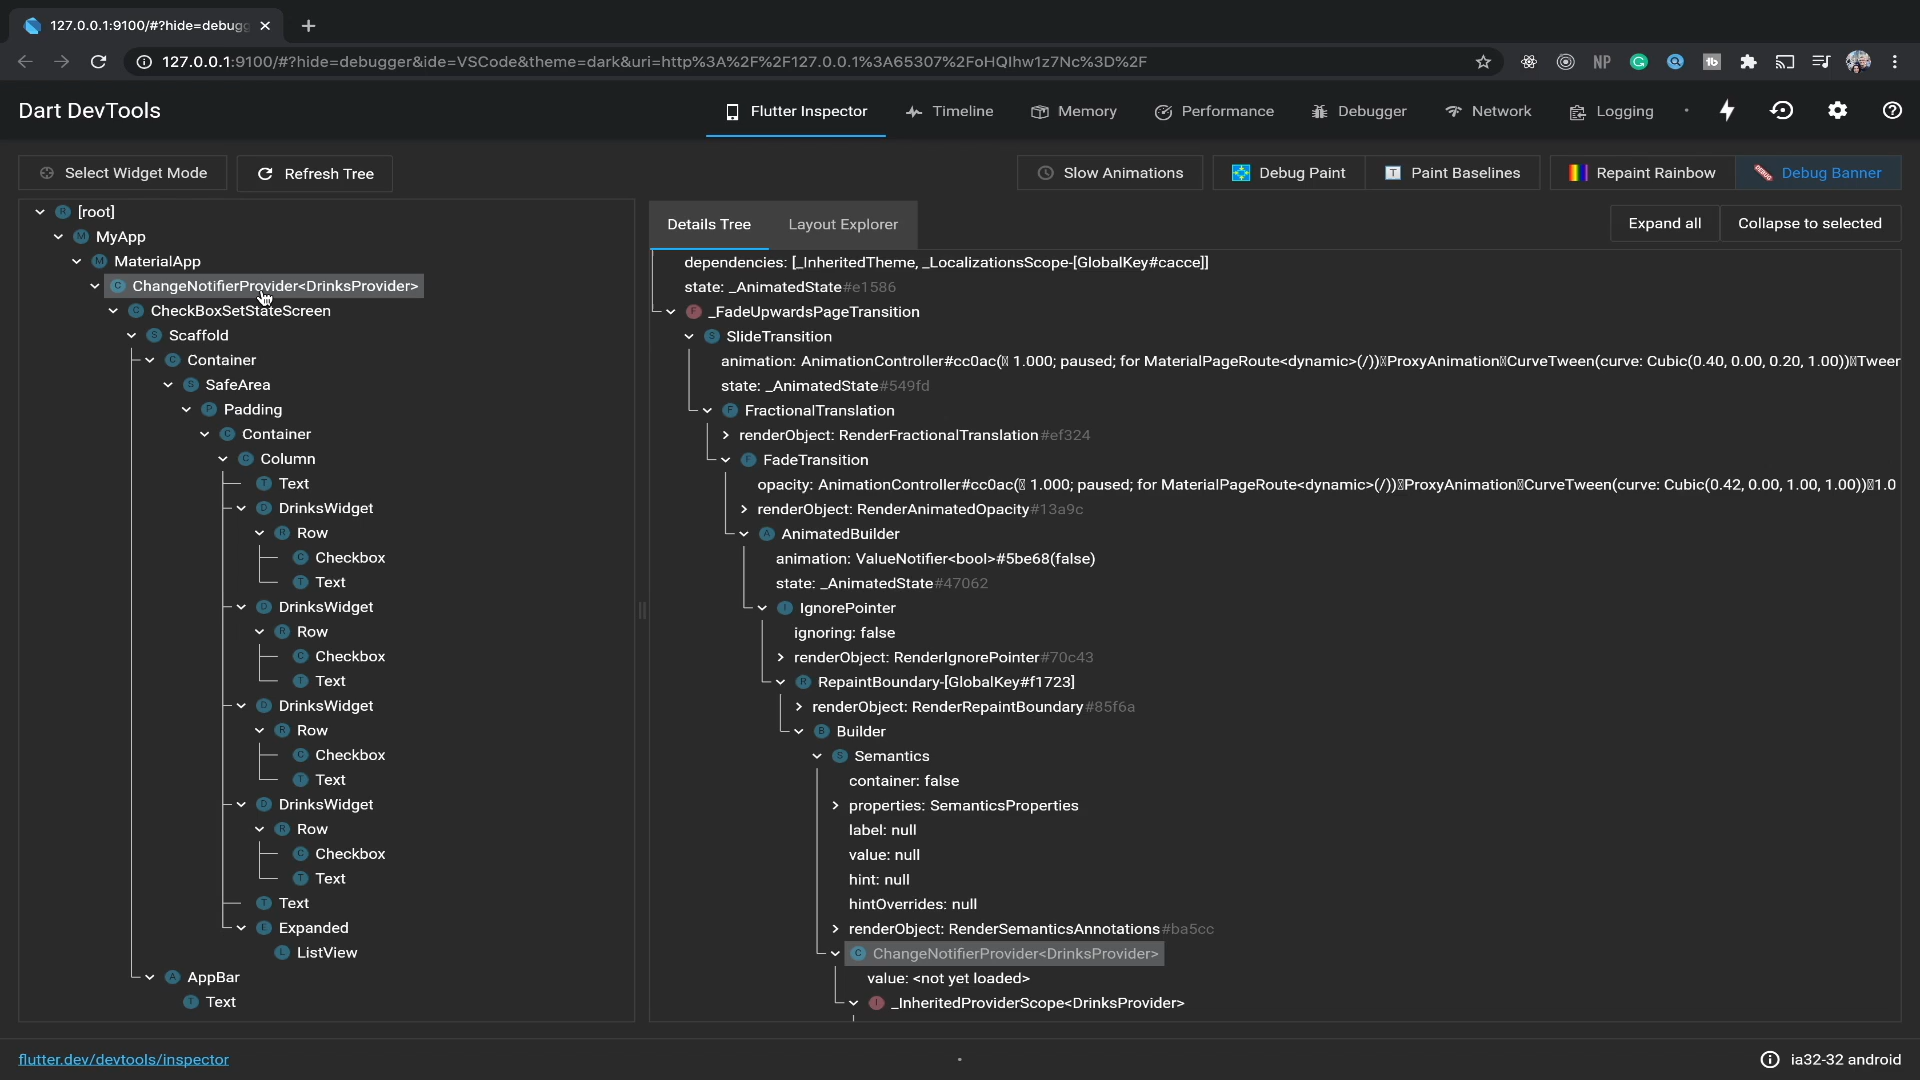 127.0.0.1:9100/#?hide=debugg
127.0.0.1:9100/#?hide=debugger&ide=VSCode&theme=dark&uri=http%3A%2F%2F127.0.0.1%3A65307%2FoHQIhw1z7Nc%3D%2F
NP
tb
Dart DevTools
Flutter Inspector
Timeline
Memory
Performance
Debugger
Network
Logging
Select Widget Mode
Refresh Tree
Slow Animations
Debug Paint
Paint Baselines
Repaint Rainbow
Debug Banner
[root]
MyApp
MaterialApp
ChangeNotifierProvider<DrinksProvider>
CheckBoxSetStateScreen
Scaffold
Container
SafeArea
Padding
Container
Column
Text
DrinksWidget
Row
Checkbox
Text
DrinksWidget
Row
Checkbox
Text
DrinksWidget
Row
Checkbox
Text
DrinksWidget
Row
Checkbox
Text
Text
Expanded
ListView
AppBar
Text
Details Tree
Layout Explorer
Expand all
Collapse to selected
dependencies: [_InheritedTheme, _LocalizationsScope-[GlobalKey#cacce]]
state: _AnimatedState#e1586
_FadeUpwardsPageTransition
SlideTransition
animation: AnimationController#cc0ac( 1.000; paused; for MaterialPageRoute<dynamic>(/)) ProxyAnimation CurveTween(curve: Cubic(0.40, 0.00, 0.20, 1.00)) Tweer
state: _AnimatedState#549fd
FractionalTranslation
renderObject: RenderFractionalTranslation#ef324
FadeTransition
opacity: AnimationController#cc0ac( 1.000; paused; for MaterialPageRoute<dynamic>(/)) ProxyAnimation CurveTween(curve: Cubic(0.42, 0.00, 1.00, 1.00)) 1.0
renderObject: RenderAnimatedOpacity#13a9c
AnimatedBuilder
animation: ValueNotifier<bool>#5be68(false)
state: _AnimatedState#47062
IgnorePointer
ignoring: false
renderObject: RenderIgnorePointer#70c43
RepaintBoundary-[GlobalKey#f1723]
renderObject: RenderRepaintBoundary#85f6a
Builder
Semantics
container: false
properties: SemanticsProperties
label: null
value: null
hint: null
hintOverrides: null
renderObject: RenderSemanticsAnnotations#ba5cc
ChangeNotifierProvider<DrinksProvider>
value: <not yet loaded>
_InheritedProviderScope<DrinksProvider>
flutter.dev/devtools/inspector
ia32-32 android